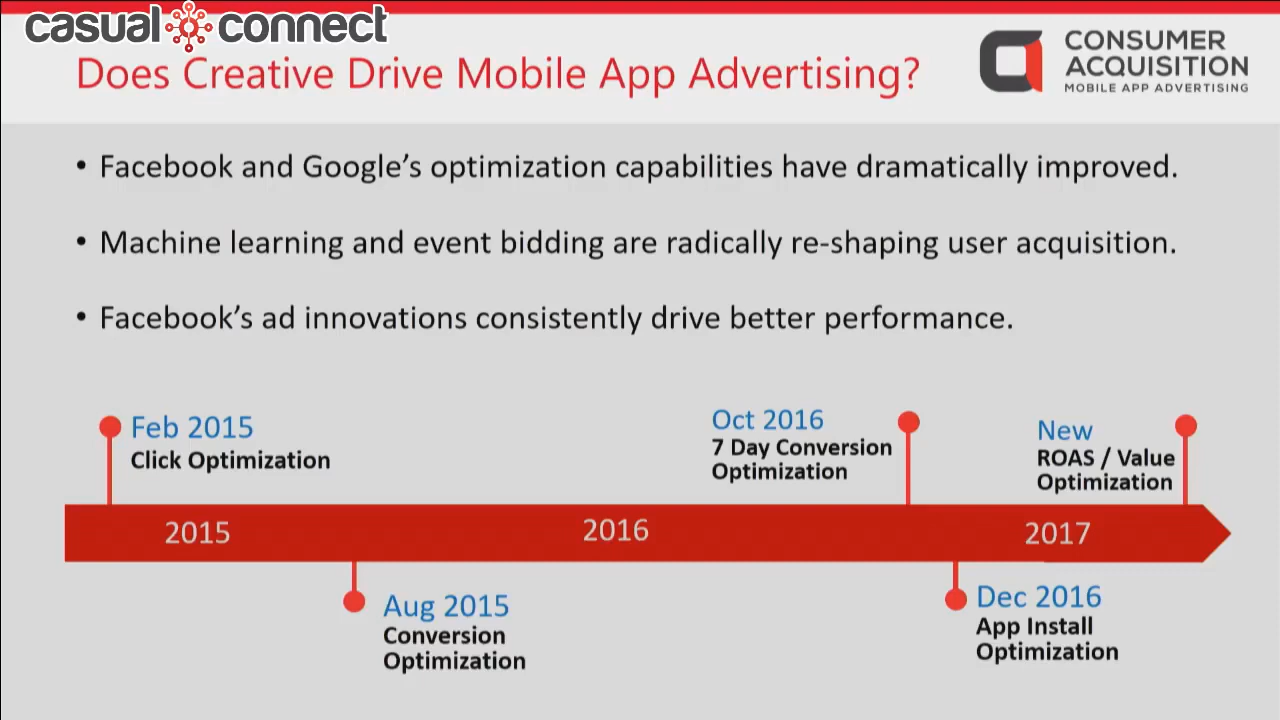 casual connect
Does Creative Drive Mobile App Advertising?
CONSUMER
ACQUISITION
MOBILE APP ADVERTISING
• Facebook and Google’s optimization capabilities have dramatically improved.
• Machine learning and event bidding are radically re-shaping user acquisition.
• Facebook’s ad innovations consistently drive better performance.
Feb 2015
Click Optimization
Oct 2016
7 Day Conversion
Optimization
New
ROAS / Value
Optimization
2015
2016
2017
Aug 2015
Conversion
Optimization
Dec 2016
App Install
Optimization